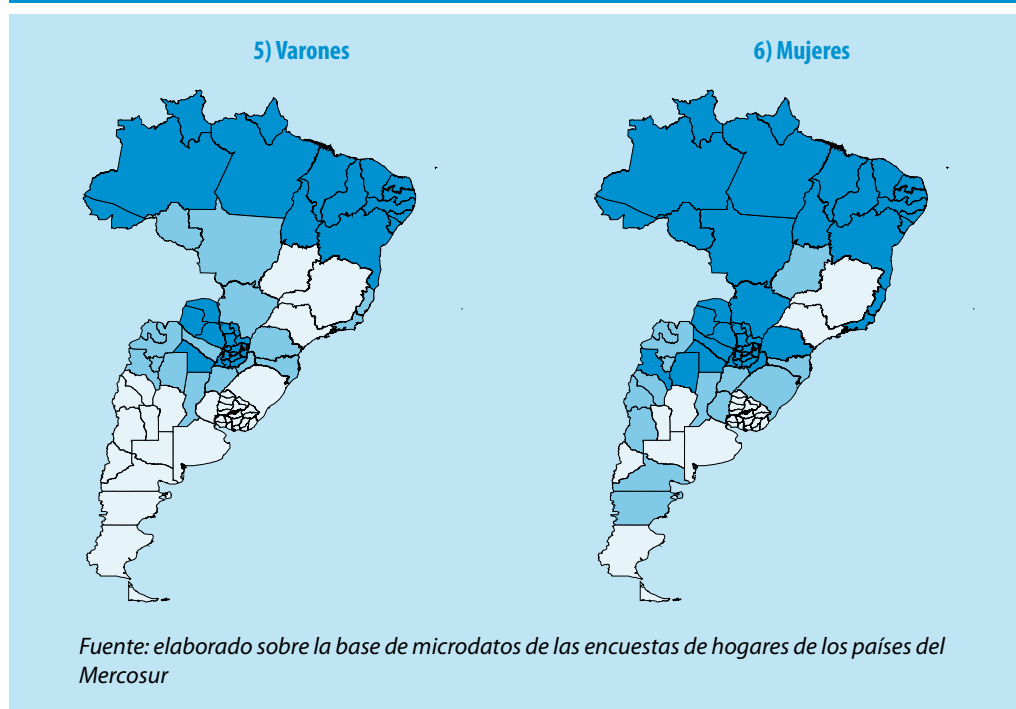 5) Varones
6) Mujeres
Fuente: elaborado sobre la base de microdatos de las encuestas de hogares de los países del
Mercosur